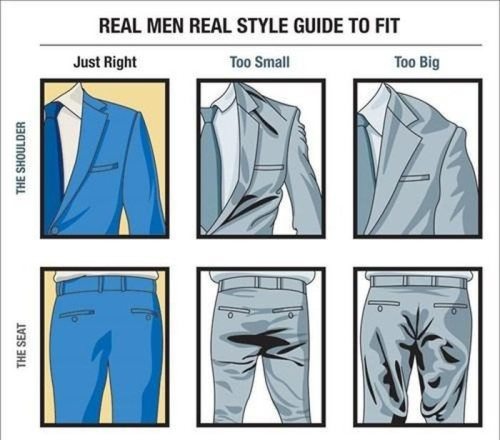 REAL MEN REAL STYLE GUIDE TO FIT
Just Right
Too Small
Too Big
THE SHOULDER
THE SEAT